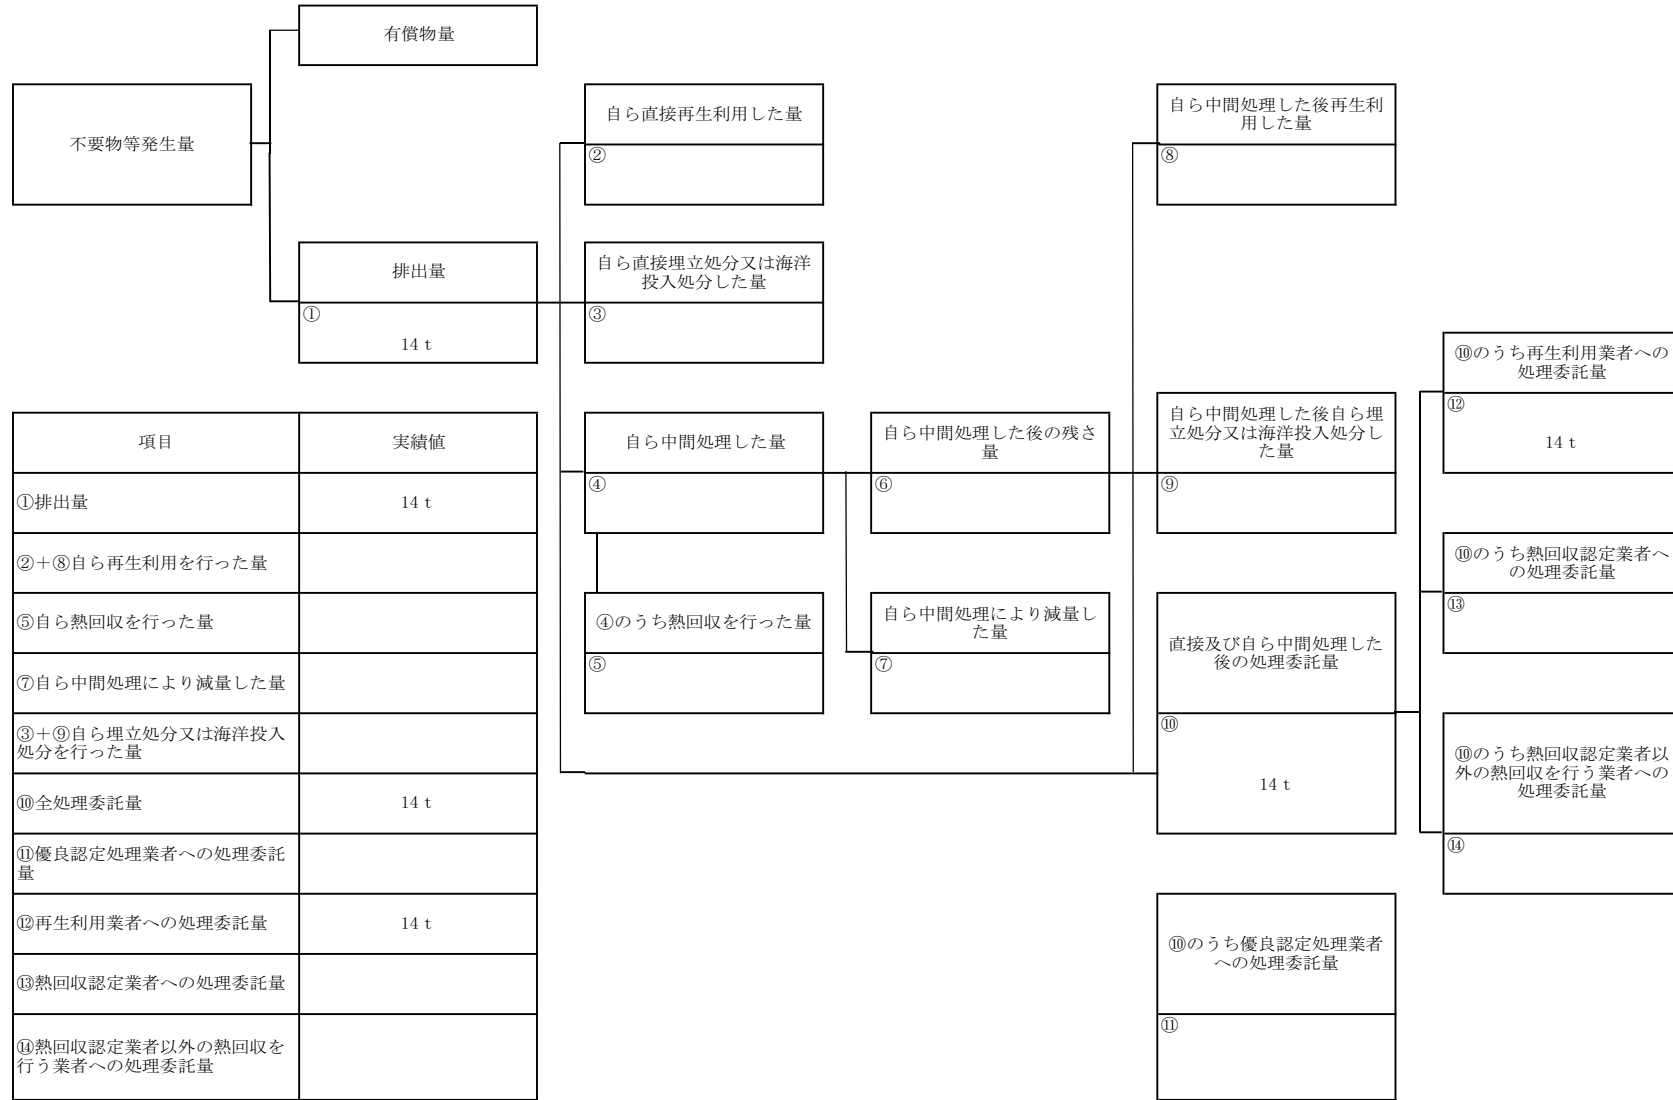 有償物量
不要物等発生量
自ら直接再生利用した量
②
自ら中間処理した後再生利
用した量
⑧
排出量
①
14 t
自ら直接埋立処分又は海洋
投入処分した量
③
項目
実績値
①排出量
14 t
②＋⑧自ら再生利用を行った量
⑤自ら熱回収を行った量
⑦自ら中間処理により減量した量
③＋⑨自ら埋立処分又は海洋投入
処分を行った量
⑩全処理委託量
14 t
⑪優良認定処理業者への処理委託
量
⑫再生利用業者への処理委託量
14 t
⑬熱回収認定業者への処理委託量
⑭熱回収認定業者以外の熱回収を
行う業者への処理委託量
自ら中間処理した量
④
④のうち熱回収を行った量
⑤
自ら中間処理した後の残さ
量
⑥
自ら中間処理により減量し
た量
⑦
自ら中間処理した後自ら埋
立処分又は海洋投入処分し
た量
⑨
直接及び自ら中間処理した
後の処理委託量
⑩
14 t
⑩のうち優良認定処理業者
への処理委託量
⑪
⑩のうち再生利用業者への
処理委託量
⑫
14 t
⑩のうち熱回収認定業者へ
の処理委託量
⑬
⑩のうち熱回収認定業者以
外の熱回収を行う業者への
処理委託量
⑭